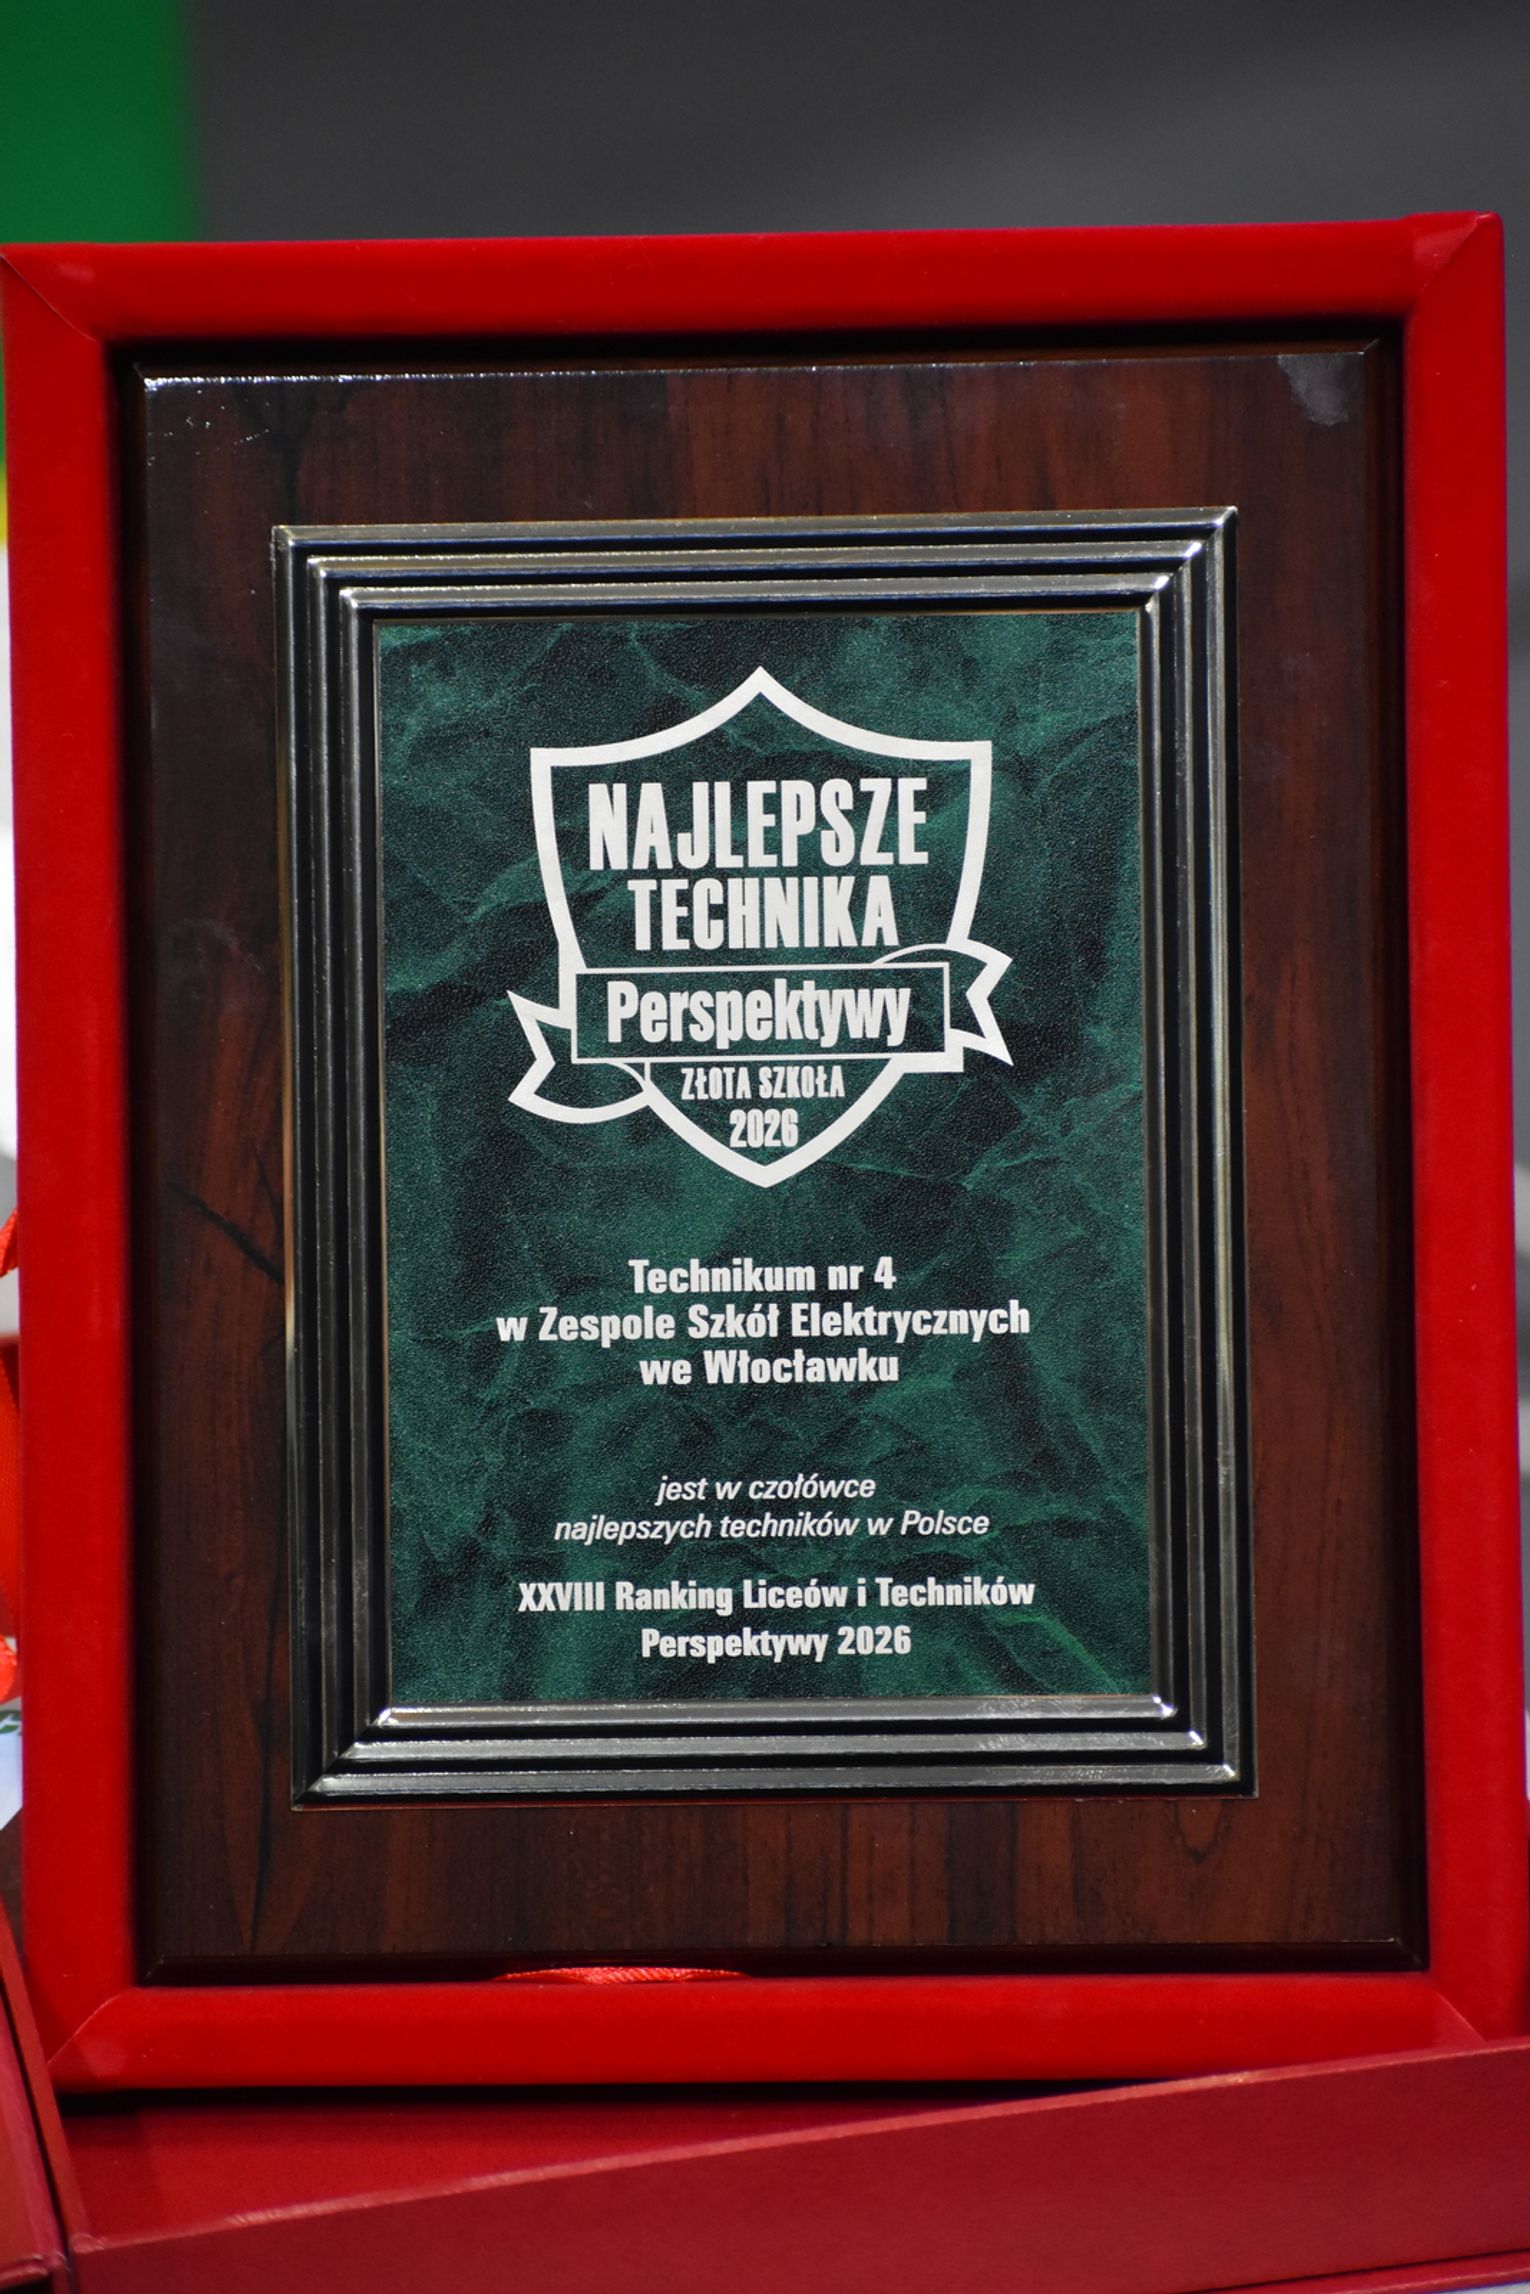 NAJLEPSZE
TECHNIKA
Perspektywy
ZŁOTA SZKOŁA
2026
Technikum nr 4
w Zespole Szkół Elektrycznych
we Włocławku
jest w czołówce
najlepszych techników w Polsce
XXVIII Ranking Liceów i Techników
Perspektywy 2026